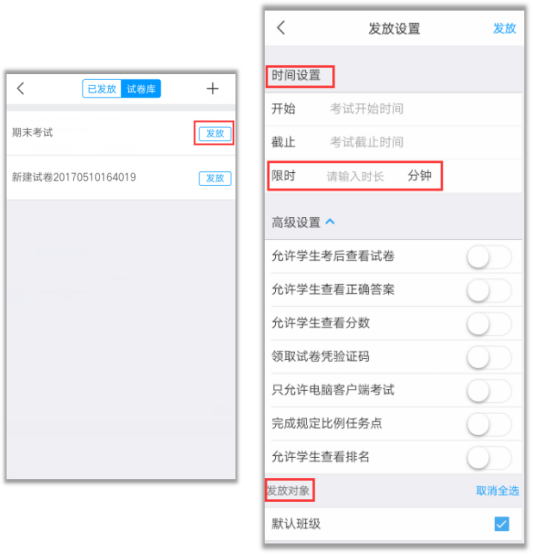 已发放 试卷库
期末考试 发放
新建试卷20170510164019 发放
发放设置 发放
时间设置
开始 考试开始时间
截止 考试截止时间
限时 请输入时长 分钟
高级设置
允许学生考后查看试卷
允许学生查看正确答案
允许学生查看分数
领取试卷凭验证码
只允许电脑客户端考试
完成规定比例任务点
允许学生查看排名
发放对象 取消全选
默认班级